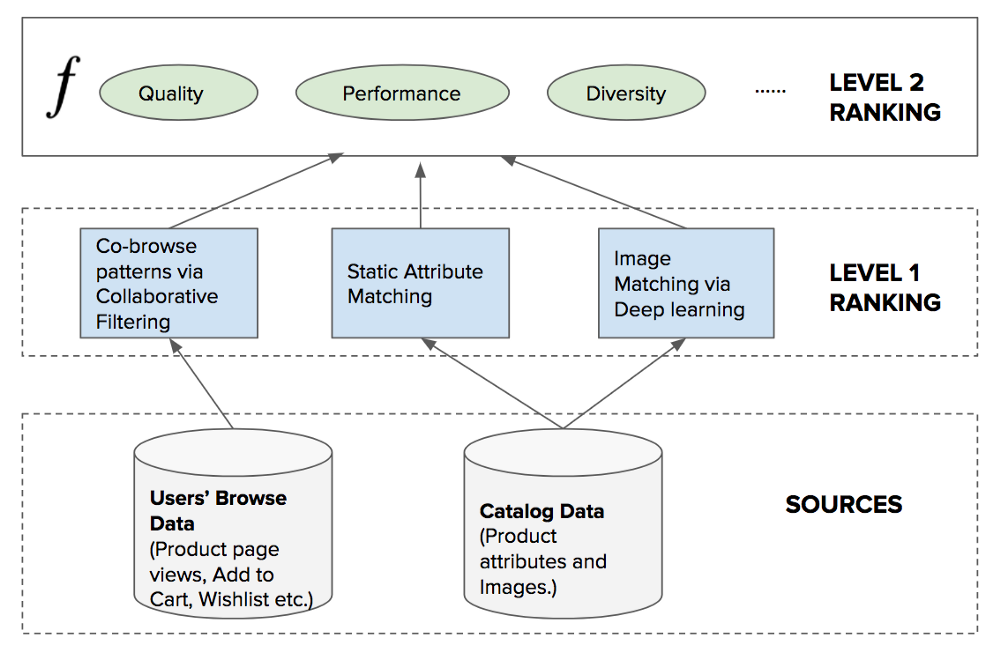 f
Quality
Performance
Diversity
......
LEVEL 2
RANKING
Co-browse
patterns via
Collaborative
Filtering
Static Attribute
Matching
Image
Matching via
Deep learning
LEVEL 1
RANKING
Users’ Browse
Data
(Product page
views, Add to
Cart, Wishlist etc.)
Catalog Data
(Product
attributes and
Images.)
SOURCES